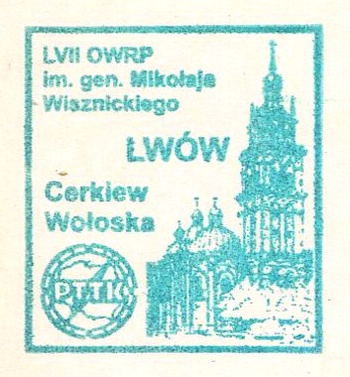 LVII OWRP
im. gen. Mikołaja
Wisznickiego
LWÓW
Cerkiew
Wołoska
PTTK